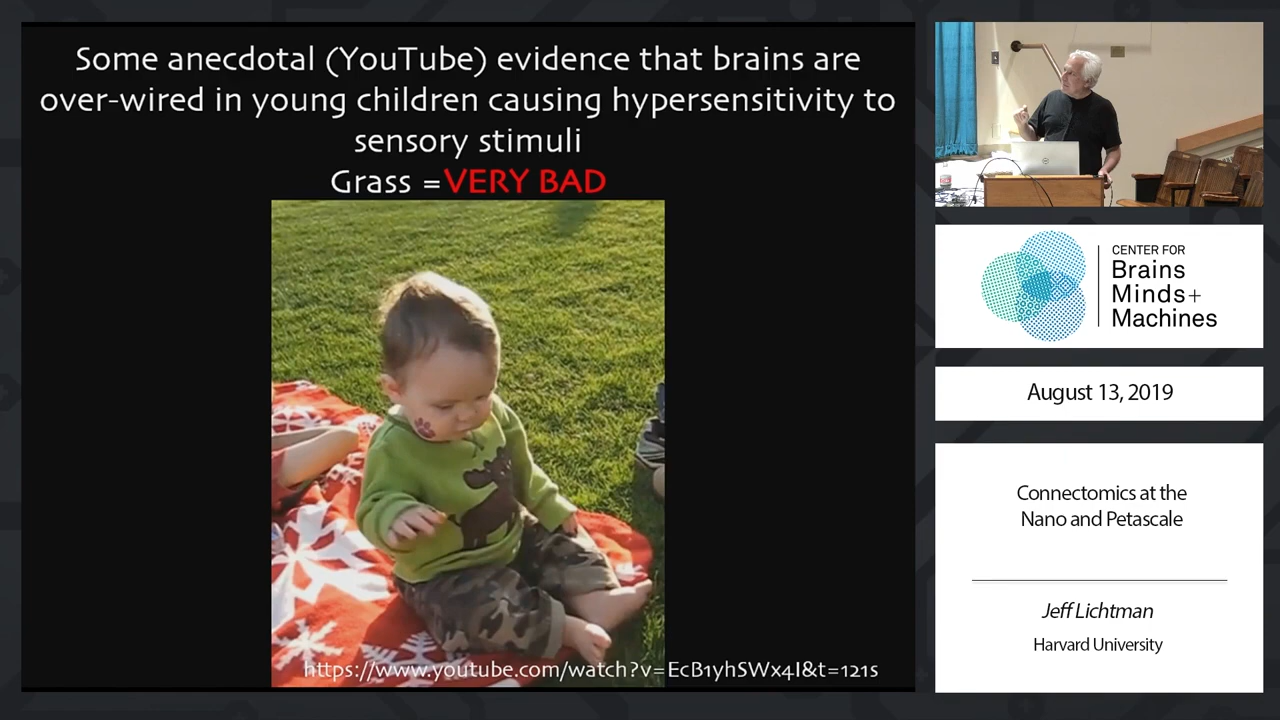 Some anecdotal (YouTube) evidence that brains are
over-wired in young children causing hypersensitivity to
sensory stimuli
Grass = VERY BAD
https://www.youtube.com/watch?v=EcB1yhSWx4I&t=121s
CENTER FOR
Brains
Minds+
Machines
August 13, 2019
Connectomics at the
Nano and Petascale
Jeff Lichtman
Harvard University